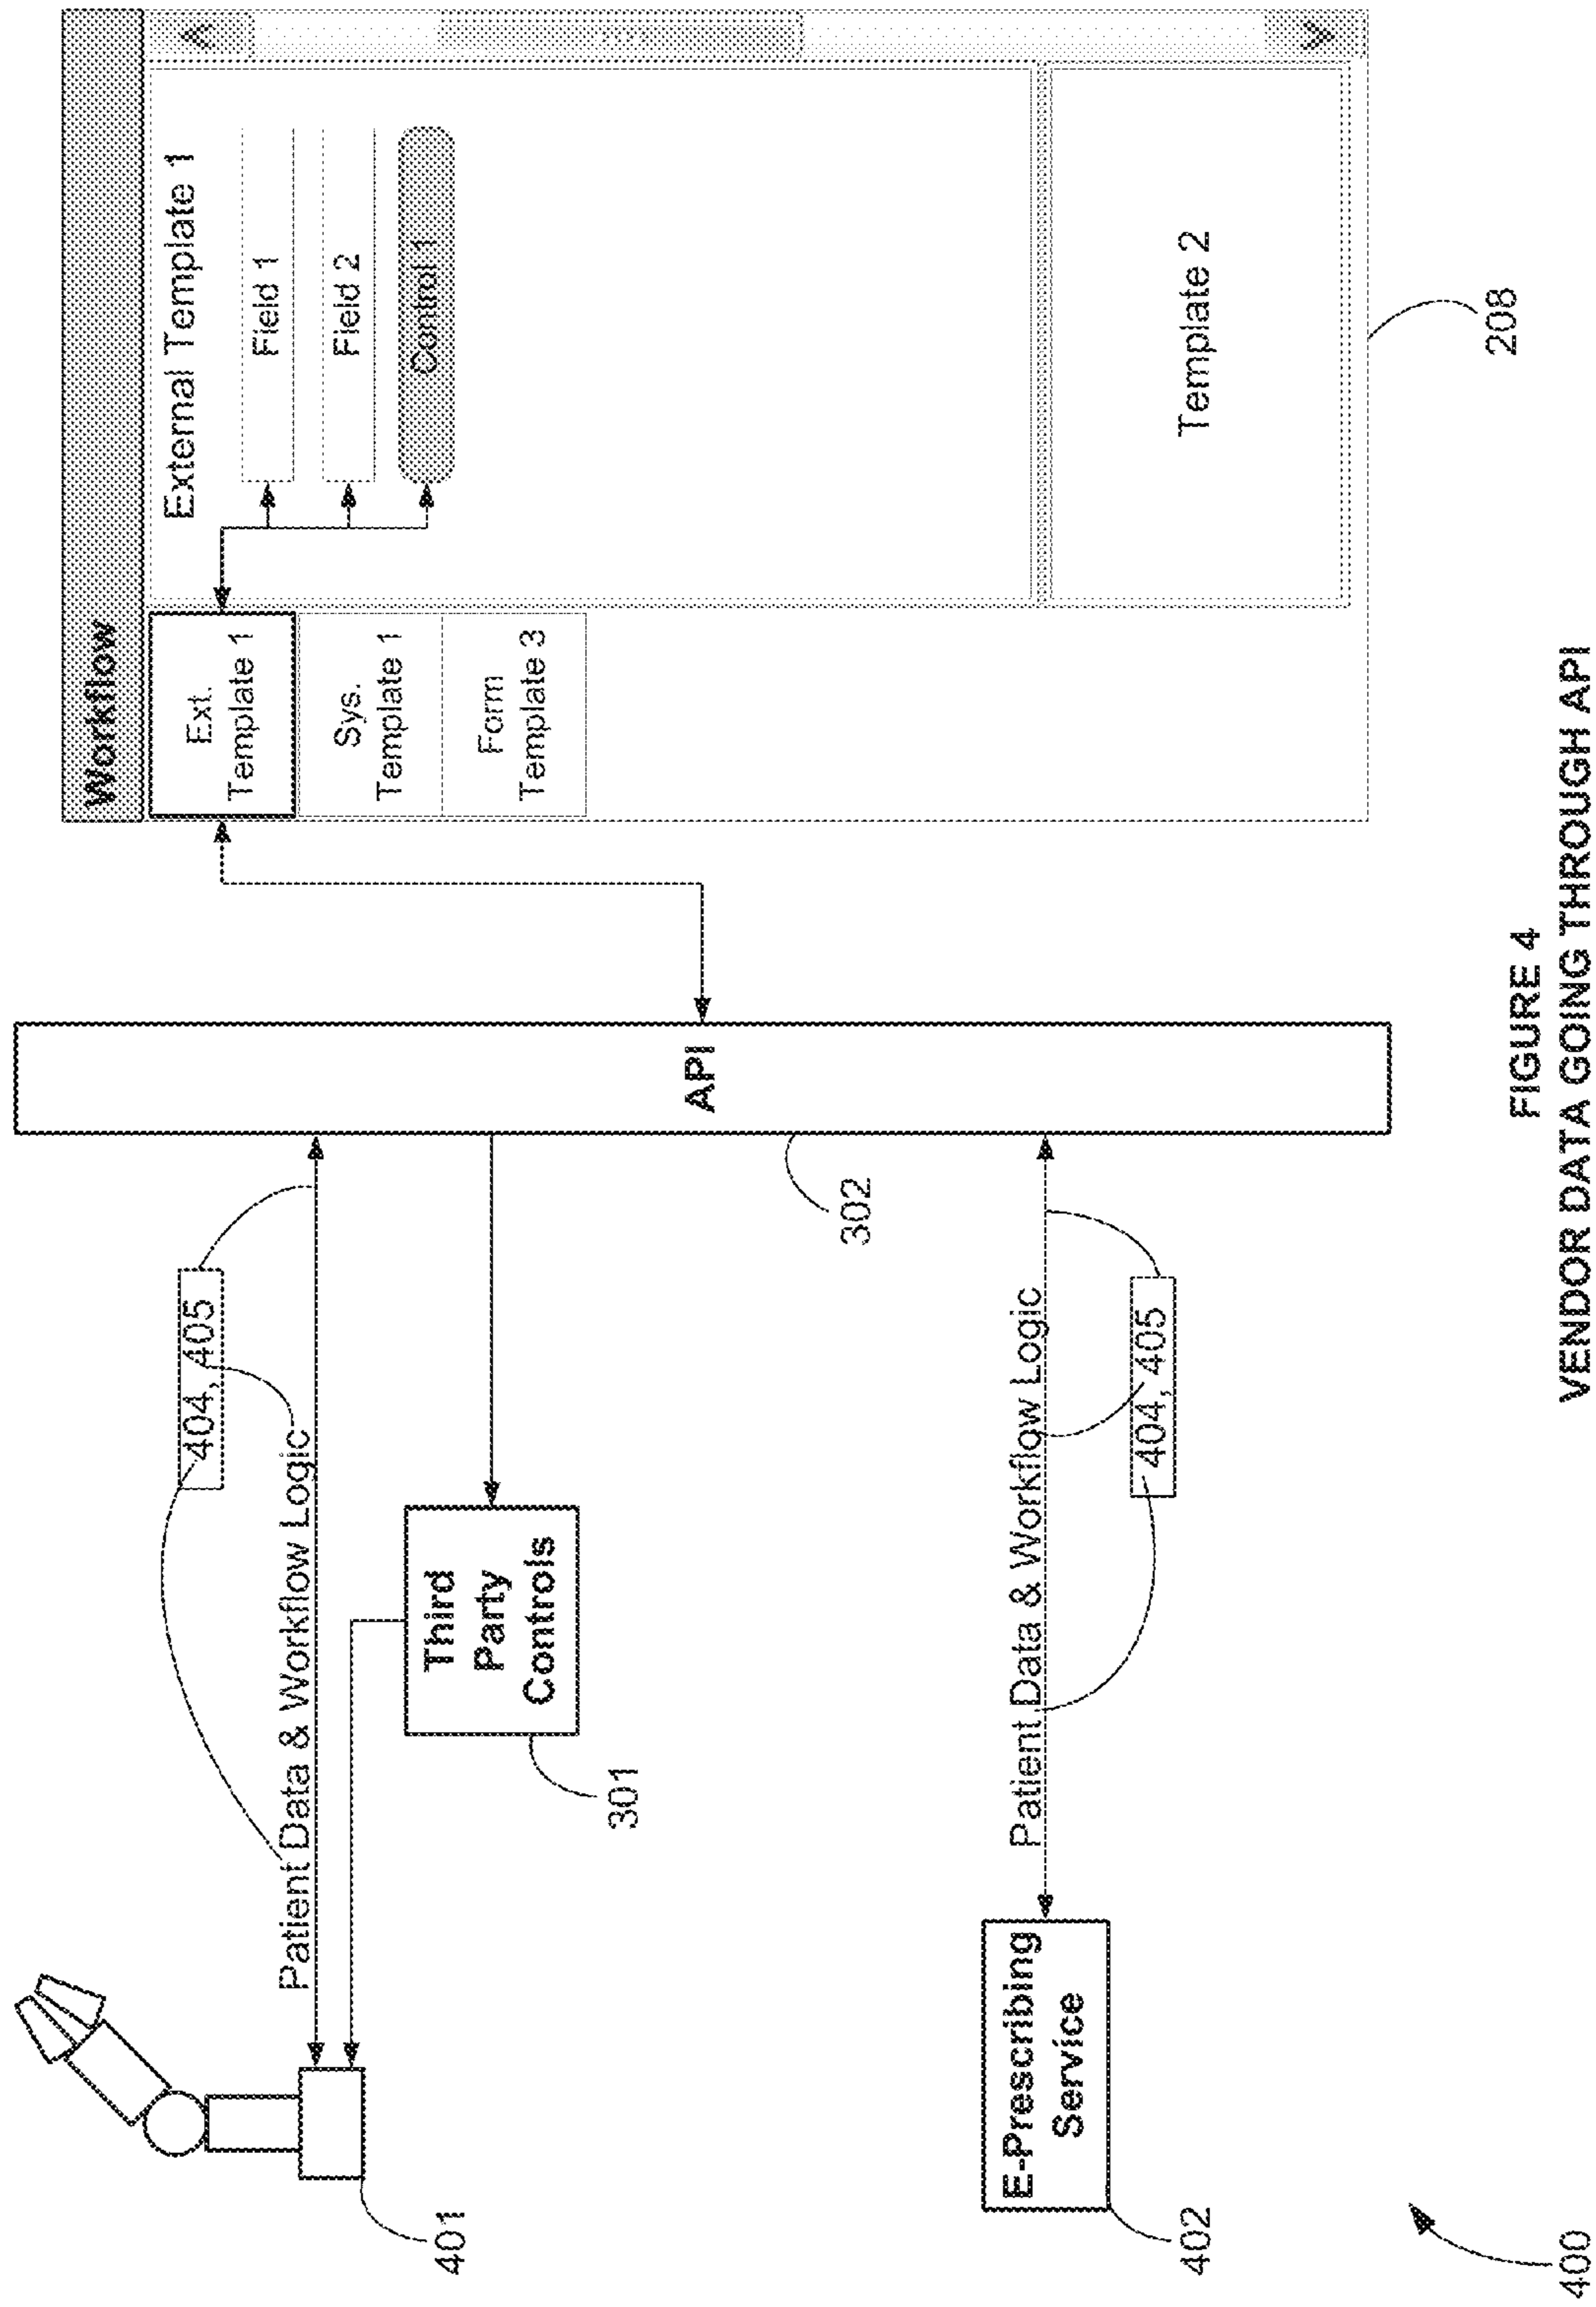 Workflow
Ext.
Template 1
Sys.
Template 1
Form
Template 3
External Template 1
Field 1
Field 2
Control 1
Template 2
208
API
302
404, 405
Patient Data & Workflow Logic
Third
Party
Controls
301
401
Patient Data & Workflow Logic
404, 405
E-Prescribing
Service
402
400
FIGURE 4
VENDOR DATA GOING THROUGH API